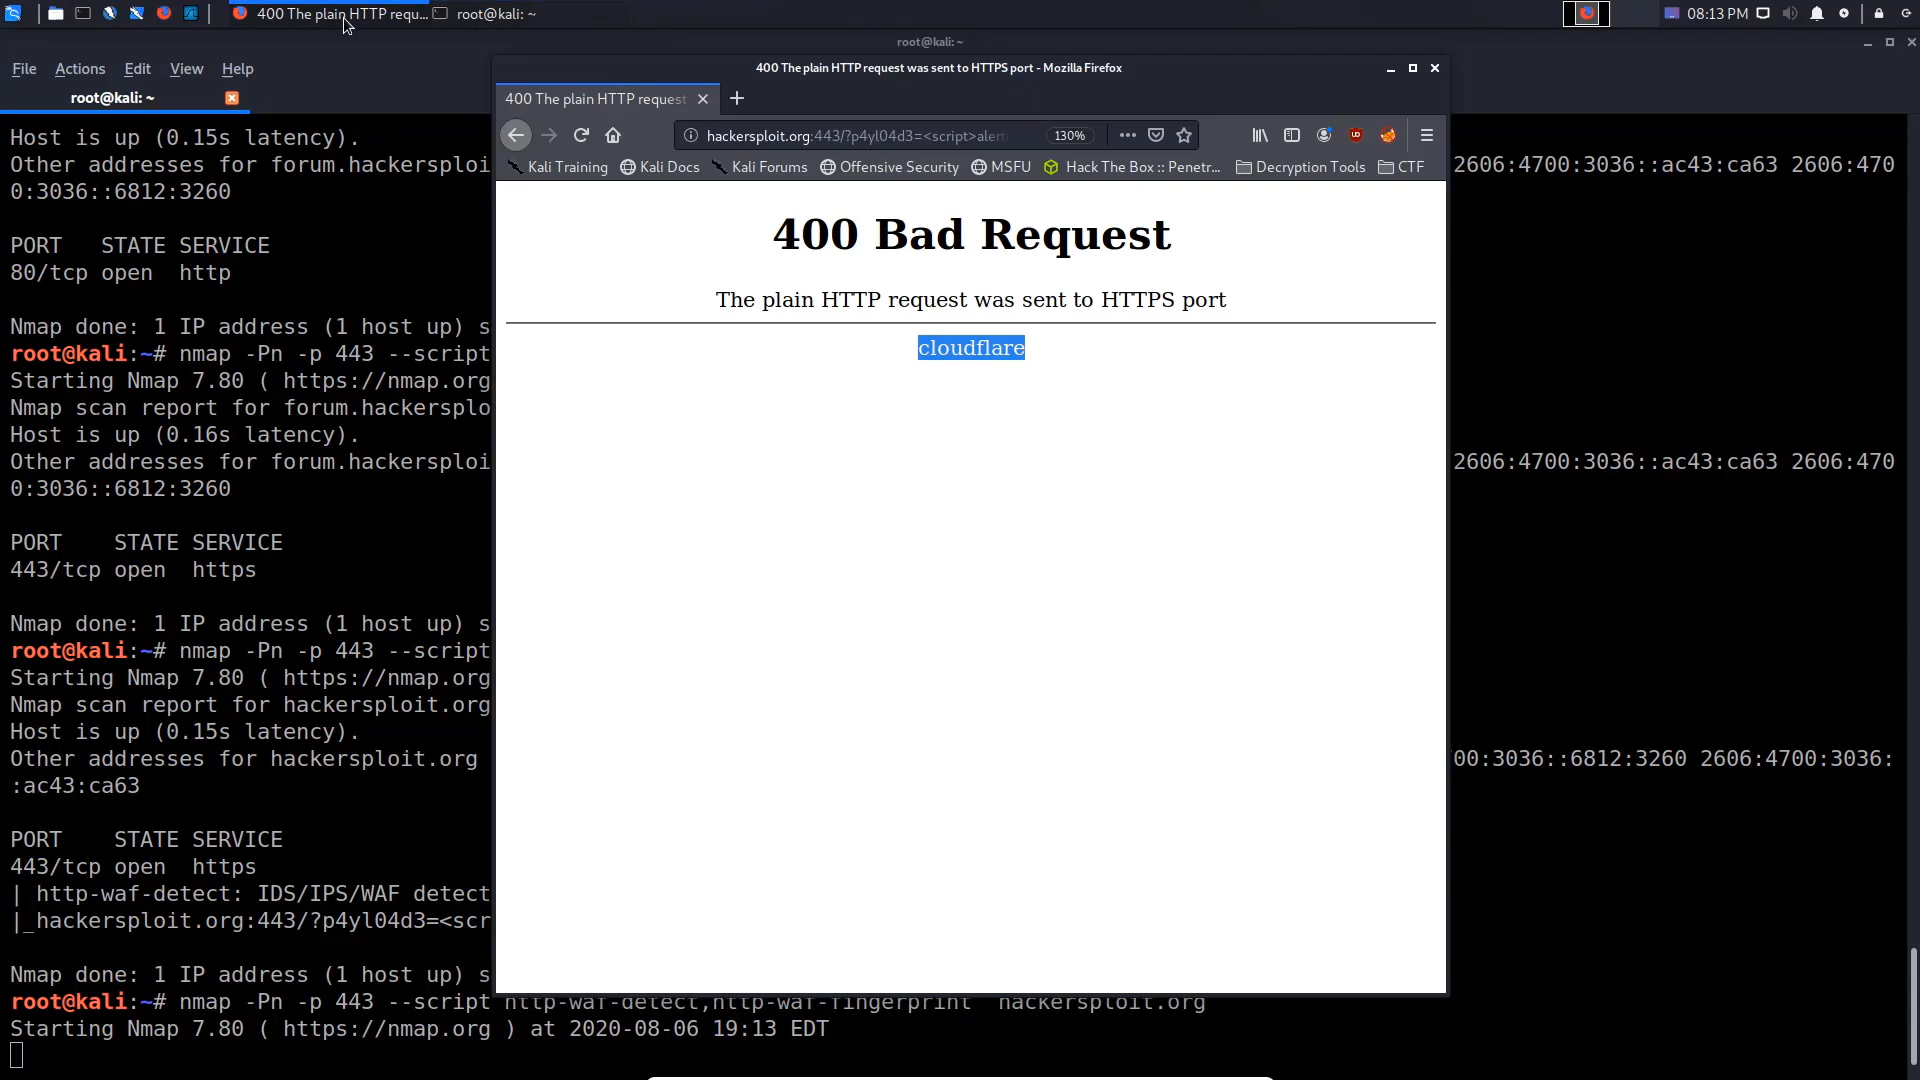 400 The plain HTTP requ...
root@kali: ~
08:13 PM
root@kali: ~
File Actions Edit View Help
root@kali: ~
400 The plain HTTP request was sent to HTTPS port - Mozilla Firefox
400 The plain HTTP request
hackersploit.org:443/?p4yl04d3=<script>alert
130%
Kali Training
Kali Docs
Kali Forums
Offensive Security
MSFU
Hack The Box :: Penetr...
Decryption Tools
CTF
400 Bad Request
The plain HTTP request was sent to HTTPS port
cloudflare
Host is up (0.15s latency).
Other addresses for forum.hackersploi 2606:4700:3036::ac43:ca63 2606:470
0:3036::6812:3260
PORT STATE SERVICE
80/tcp open http
Nmap done: 1 IP address (1 host up) s
root@kali:~# nmap -Pn -p 443 --script
Starting Nmap 7.80 ( https://nmap.org
Nmap scan report for forum.hackersplo
Host is up (0.16s latency).
Other addresses for forum.hackersploi 2606:4700:3036::ac43:ca63 2606:470
0:3036::6812:3260
PORT STATE SERVICE
443/tcp open https
Nmap done: 1 IP address (1 host up) s
root@kali:~# nmap -Pn -p 443 --script
Starting Nmap 7.80 ( https://nmap.org
Nmap scan report for hackersploit.org
Host is up (0.15s latency).
Other addresses for hackersploit.org 00:3036::6812:3260 2606:4700:3036:
:ac43:ca63
PORT STATE SERVICE
443/tcp open https
| http-waf-detect: IDS/IPS/WAF detect
|_hackersploit.org:443/?p4yl04d3=<scr
Nmap done: 1 IP address (1 host up) s
root@kali:~# nmap -Pn -p 443 --script http-waf-detect,http-waf-fingerprint hackersploit.org
Starting Nmap 7.80 ( https://nmap.org ) at 2020-08-06 19:13 EDT